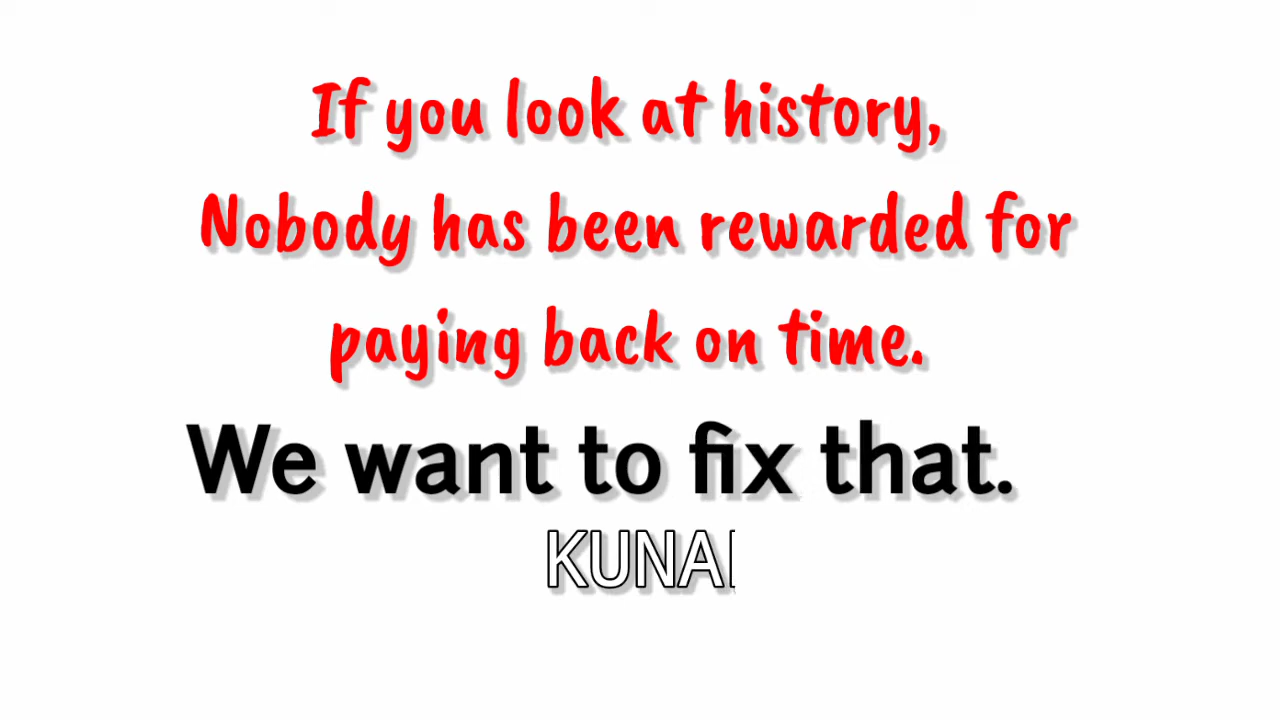 If you look at history,
Nobody has been rewarded for
paying back on time.
We want to fix that.